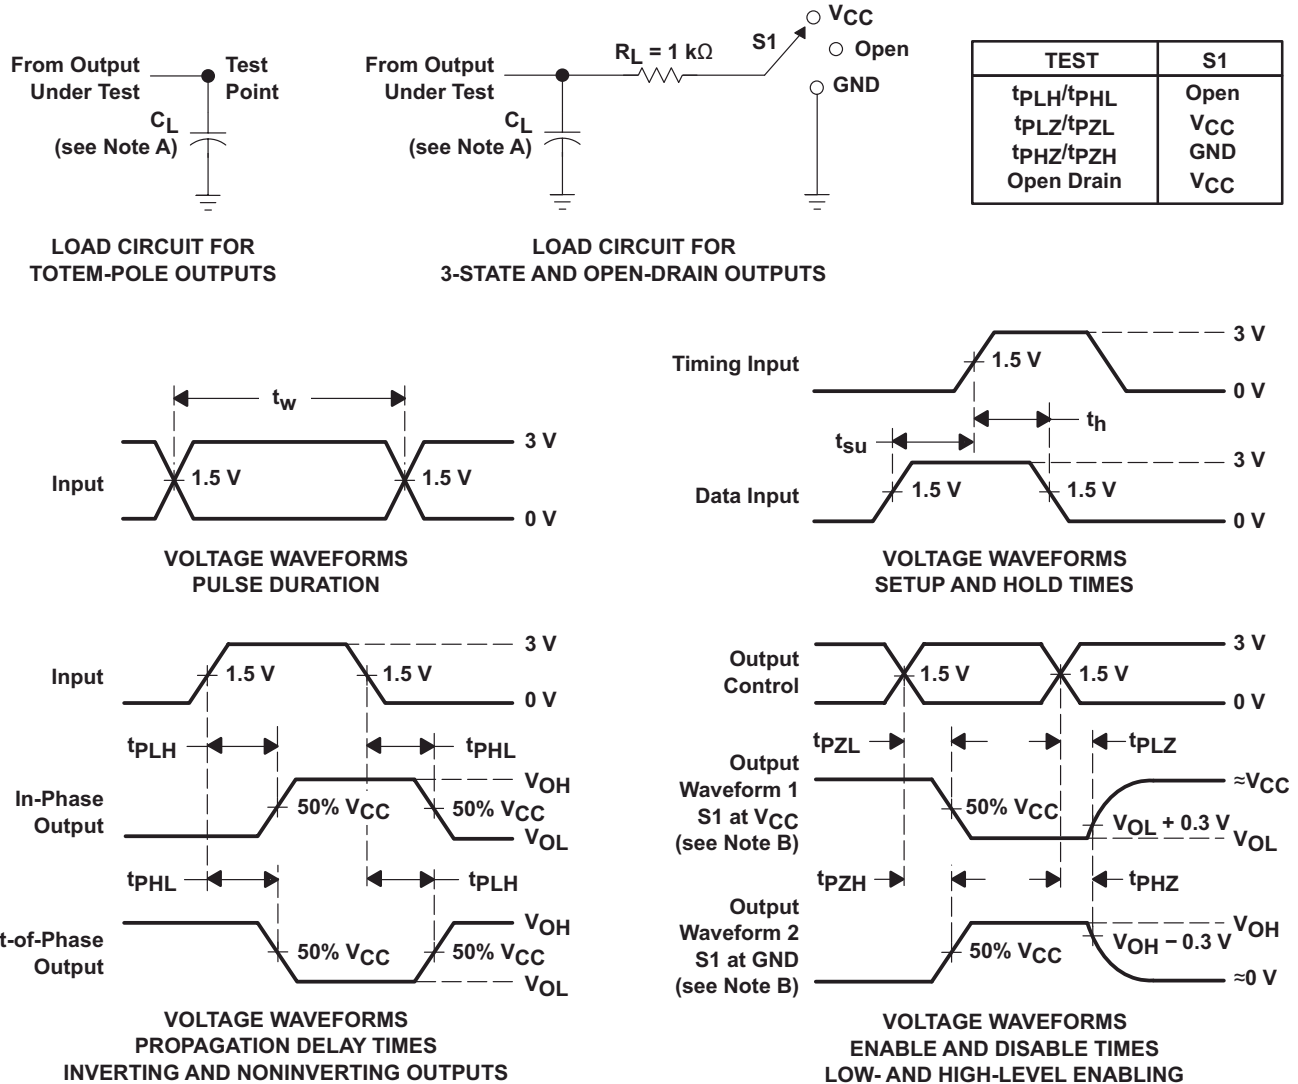 From Output
Under Test
Test
Point
CL
(see Note A)
LOAD CIRCUIT FOR
TOTEM-POLE OUTPUTS
From Output
Under Test
CL
(see Note A)
RL = 1 kΩ
S1
VCC
Open
GND
LOAD CIRCUIT FOR
3-STATE AND OPEN-DRAIN OUTPUTS
TEST S1
tPLH/tPHL Open
tPLZ/tPZL VCC
tPHZ/tPZH GND
Open Drain VCC
tw
Input
1.5 V
1.5 V
3 V
0 V
VOLTAGE WAVEFORMS
PULSE DURATION
Timing Input
1.5 V
3 V
0 V
tsu
th
Data Input
1.5 V
1.5 V
3 V
0 V
VOLTAGE WAVEFORMS
SETUP AND HOLD TIMES
Input
1.5 V
1.5 V
3 V
0 V
tPLH
tPHL
In-Phase
Output
50% VCC
50% VCC
VOH
VOL
tPHL
tPLH
t-of-Phase
Output
50% VCC
50% VCC
VOH
VOL
VOLTAGE WAVEFORMS
PROPAGATION DELAY TIMES
INVERTING AND NONINVERTING OUTPUTS
Output
Control
1.5 V
1.5 V
3 V
0 V
tPZL
tPLZ
Output
Waveform 1
S1 at VCC
(see Note B)
50% VCC
VOL + 0.3 V
≈VCC
VOL
tPZH
tPHZ
Output
Waveform 2
S1 at GND
(see Note B)
50% VCC
VOH − 0.3 V
VOH
≈0 V
VOLTAGE WAVEFORMS
ENABLE AND DISABLE TIMES
LOW- AND HIGH-LEVEL ENABLING